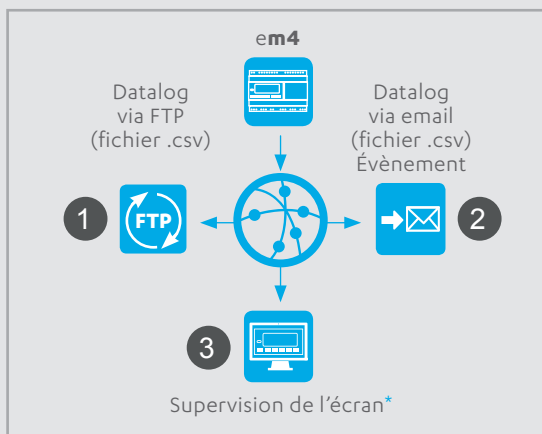 em4
Datalog
via FTP
(fichier .csv)
Datalog
via email
(fichier .csv)
Évènement
1
FTP
2
3
Supervision de l'écran*